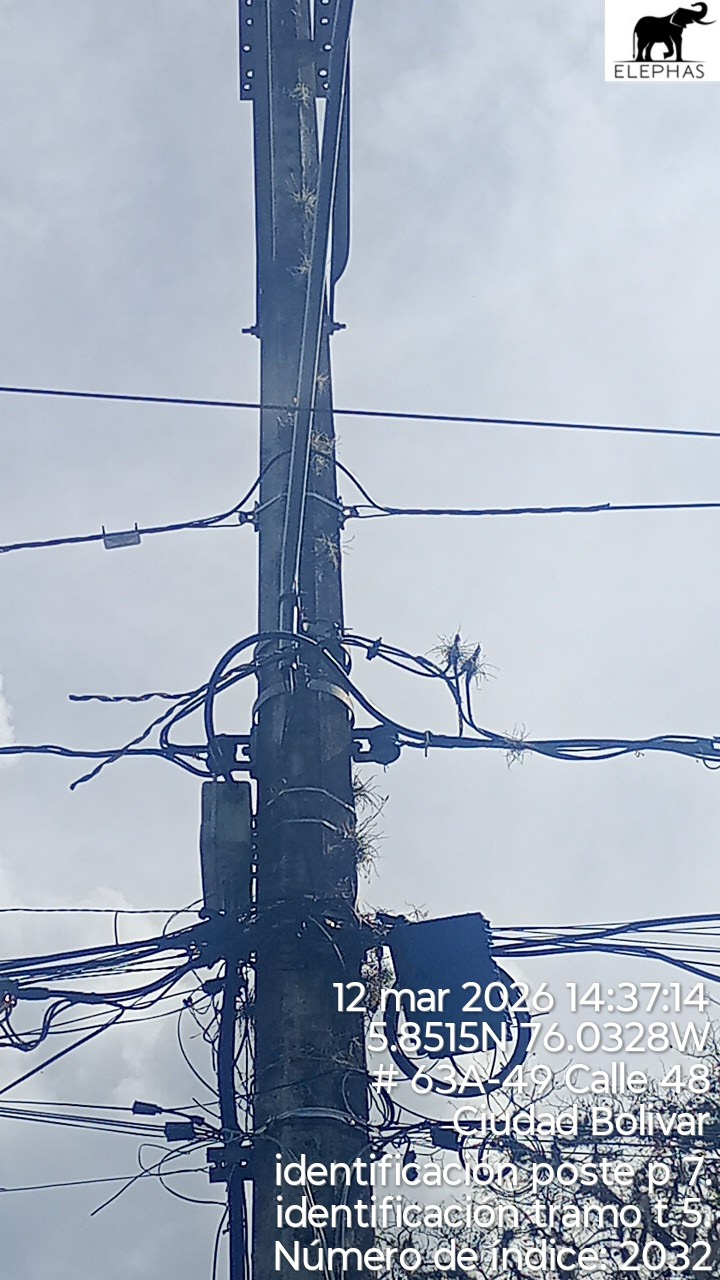 ELEPHAS
12 mar 2026 14:37:14
5.8515N 76.0328W
# 63A-49 Calle 48
Ciudad Bolivar
identificación poste p 7.
identificación tramo t 5.
Número de índice: 2032